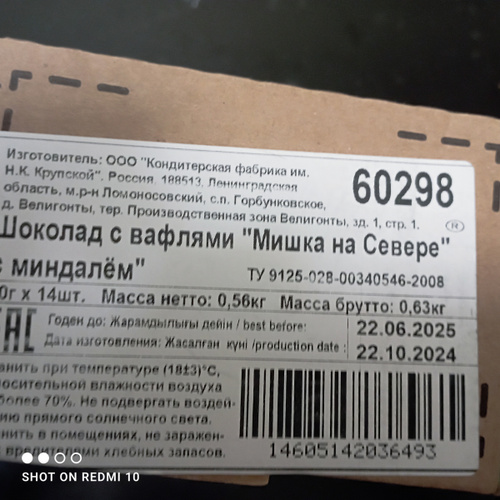 Изготовитель: ООО "Кондитерская фабрика им.
Н.К. Крупской". Россия, 188513, Ленинградская
область, м.р-н Ломоносовский, с.п. Горбунковское,
д. Велигонты, тер. Производственная зона Велигонты, зд. 1, стр. 1.
60298
®
Шоколад с вафлями "Мишка на Севере"
с миндалём"
ТУ 9125-028-00340546-2008
0г х 14шт. Масса нетто: 0,56кг Масса брутто: 0,63кг
EAC
Годен до: Жарамдылығы дейін / best before: 22.06.2025
Дата изготовления: Жасалған күні /production date : 22.10.2024
анить при температуре (18±3)°С,
осительной влажности воздуха
более 70%. Не подвергать воздей-
ию прямого солнечного света.
нить в помещениях, не заражен-
вредителями хлебных запасов.
14605142036493
SHOT ON REDMI 10